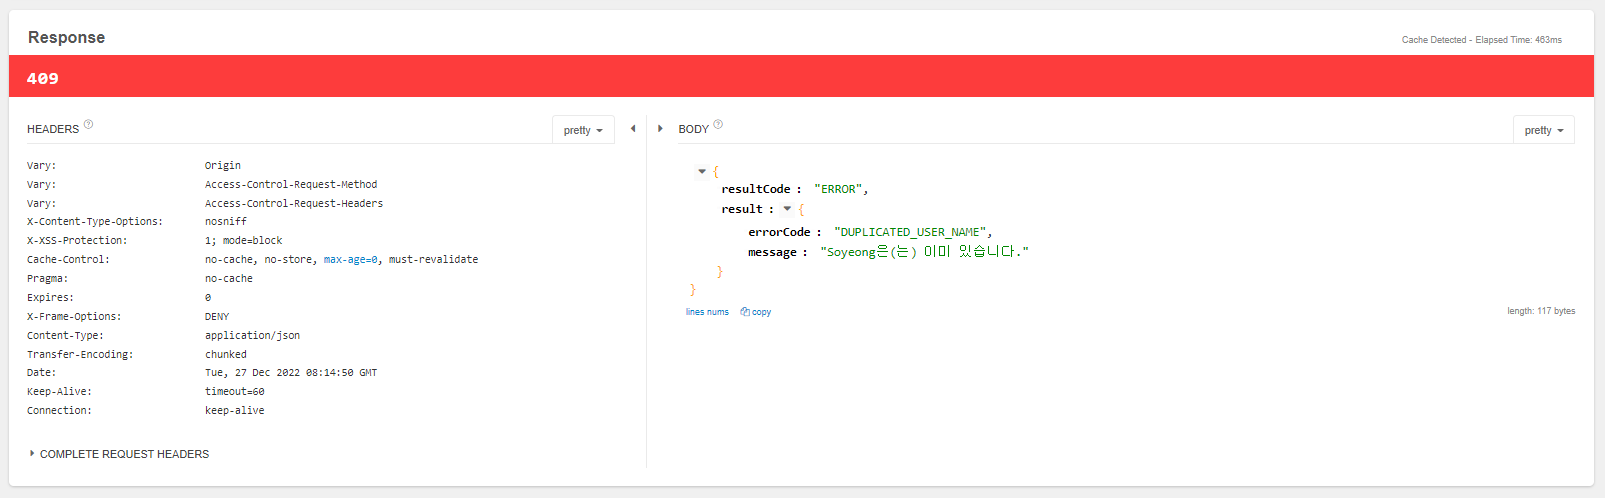 Response
Cache Detected - Elapsed Time: 463ms
409
HEADERS ?
pretty
Vary: Origin
Vary: Access-Control-Request-Method
Vary: Access-Control-Request-Headers
X-Content-Type-Options: nosniff
X-XSS-Protection: 1; mode=block
Cache-Control: no-cache, no-store, max-age=0, must-revalidate
Pragma: no-cache
Expires: 0
X-Frame-Options: DENY
Content-Type: application/json
Transfer-Encoding: chunked
Date: Tue, 27 Dec 2022 08:14:50 GMT
Keep-Alive: timeout=60
Connection: keep-alive
COMPLETE REQUEST HEADERS
BODY ?
pretty
{
resultCode : "ERROR",
result : {
errorCode : "DUPLICATED_USER_NAME",
message : "Soyeong은(는) 이미 있습니다."
}
}
lines nums copy
length: 117 bytes